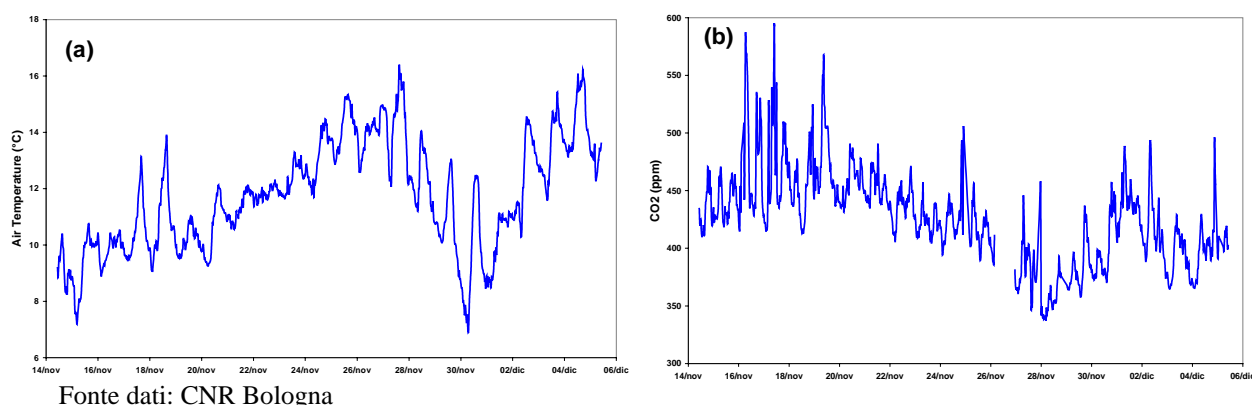 (a)
Air Temperature (°C)
18
16
14
12
10
8
6
14/nov 16/nov 18/nov 20/nov 22/nov 24/nov 26/nov 28/nov 30/nov 02/dic 04/dic 06/dic
(b)
CO2 (ppm)
600
550
500
450
400
350
300
14/nov 16/nov 18/nov 20/nov 22/nov 24/nov 26/nov 28/nov 30/nov 02/dic 04/dic 06/dic
Fonte dati: CNR Bologna